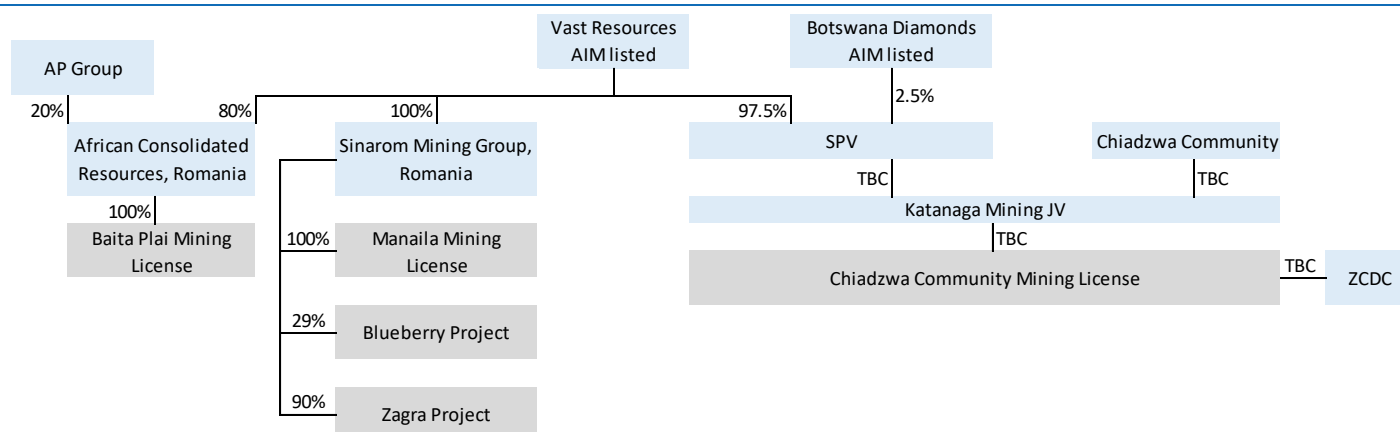 Vast Resources
AIM listed
Botswana Diamonds
AIM listed
AP Group
20%
80%
100%
97.5%
2.5%
African Consolidated
Resources, Romania
Sinarom Mining Group,
Romania
SPV
Chiadzwa Community
TBC
TBC
100%
Katanaga Mining JV
Baita Plai Mining
License
100%
Manaila Mining
License
TBC
Chiadzwa Community Mining License
TBC
ZCDC
29%
Blueberry Project
90%
Zagra Project